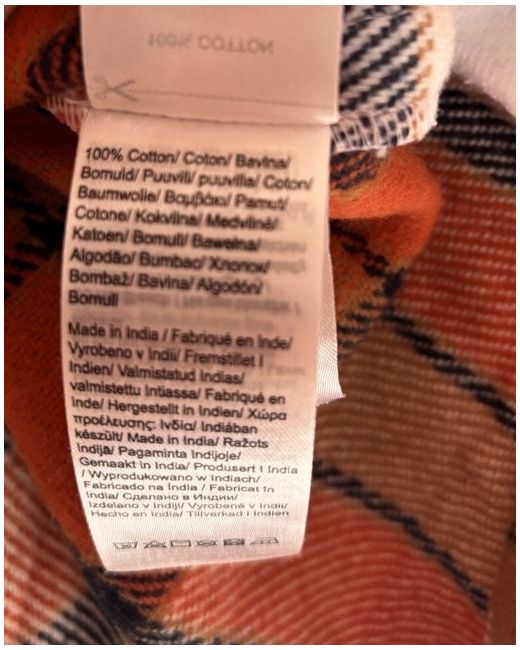 100% COTTON
100% Cotton/ Coton/ Bavlna/
Bomuld/ Puuvill/ puuvilla/ Coton/
Baumwolle/ Βαμβάκι/ Pamut/
Cotone/ Kokvilna/ Medvilnė/
Katoen/ Bomull/ Bawełna/
Algodão/ Bumbac/ Хлопок/
Bombaž/ Bavlna/ Algodón/
Bomull
Made in India / Fabriqué en Inde/
Vyrobeno v Indii/ Fremstillet i
Indien/ Valmistatud Indias/
valmistettu Intiassa/ Fabriqué en
Inde/ Hergestellt in Indien/ Χώρα
προέλευσης: Ινδία/ Indiában
készült/ Made in India/ Ražots
Indijā/ Pagaminta Indijoje/
Gemaakt in India/ Produsert i India
/ Wyprodukowano w Indiach/
Fabricado na Índia / Fabricat în
India/ Сделано в Индии/
Izdelano v Indiji/ Vyrobené v Indii/
Hecho en India/ Tillverkad i Indien